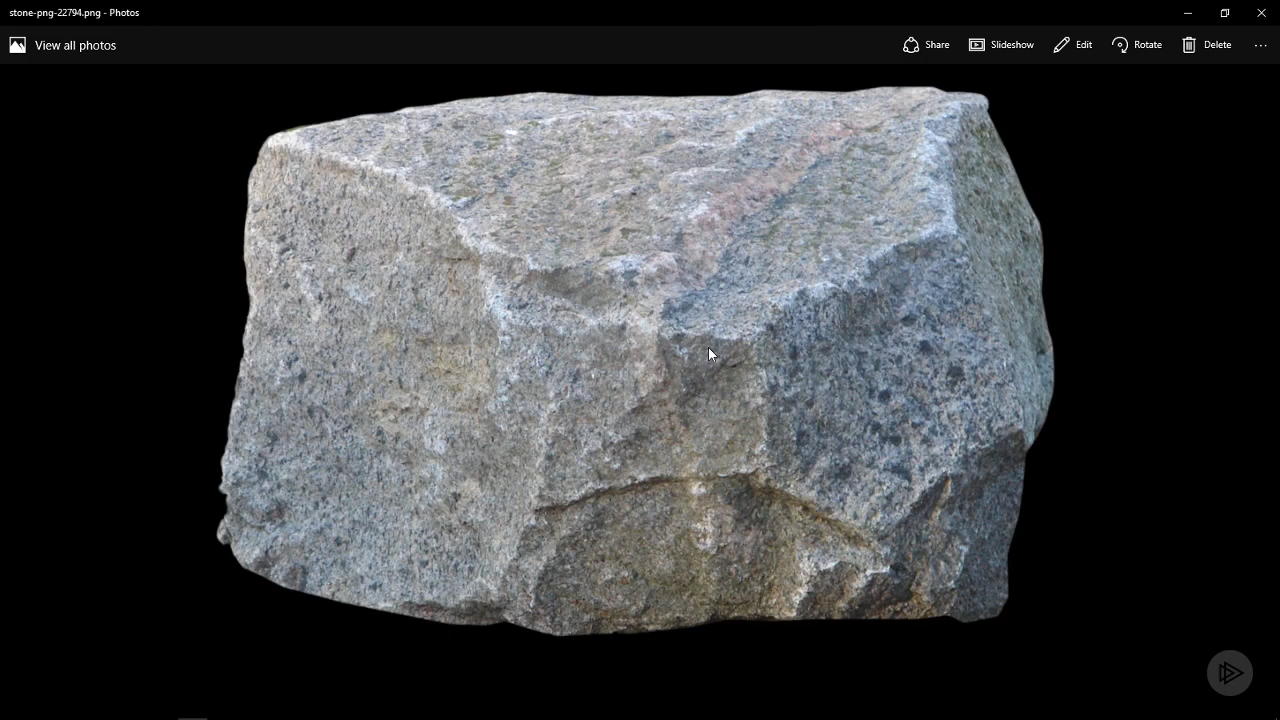 stone-png-22794.png - Photos
View all photos
Share
Slideshow
Edit
Rotate
Delete